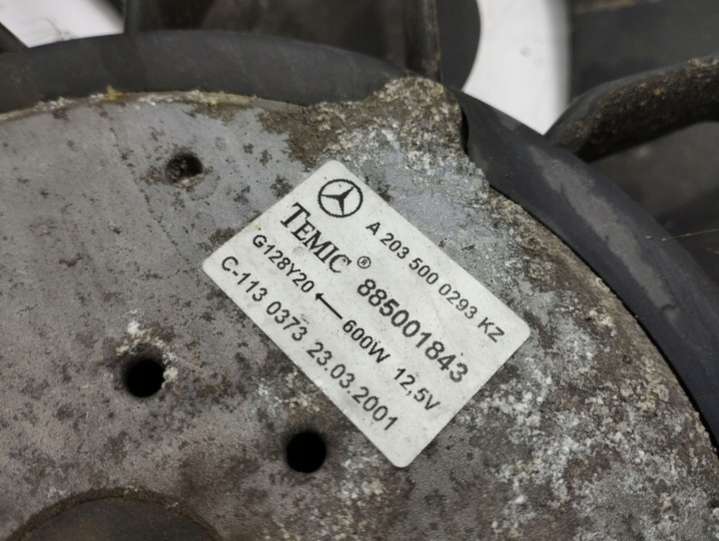 A 203 500 0293 KZ
TEMIC® 885001843
G128Y20 ← 600W 12,5V
C-113 0373 23.03.2001